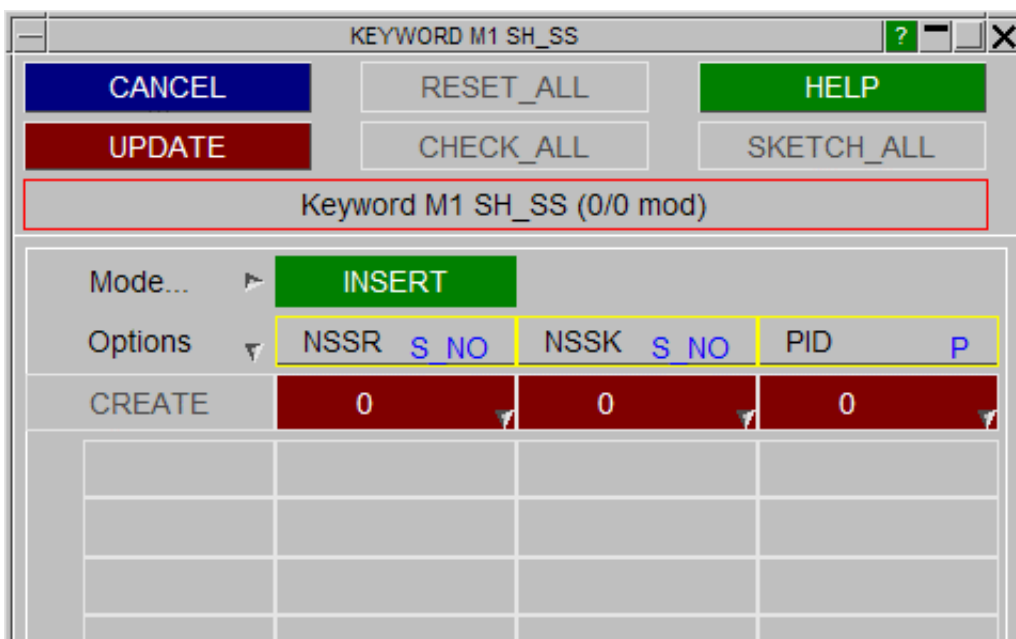 KEYWORD M1 SH_SS ?
CANCEL RESET_ALL HELP
UPDATE CHECK_ALL SKETCH_ALL
Keyword M1 SH_SS (0/0 mod)
Mode... INSERT
Options NSSR S_NO NSSK S_NO PID P
CREATE 0 0 0